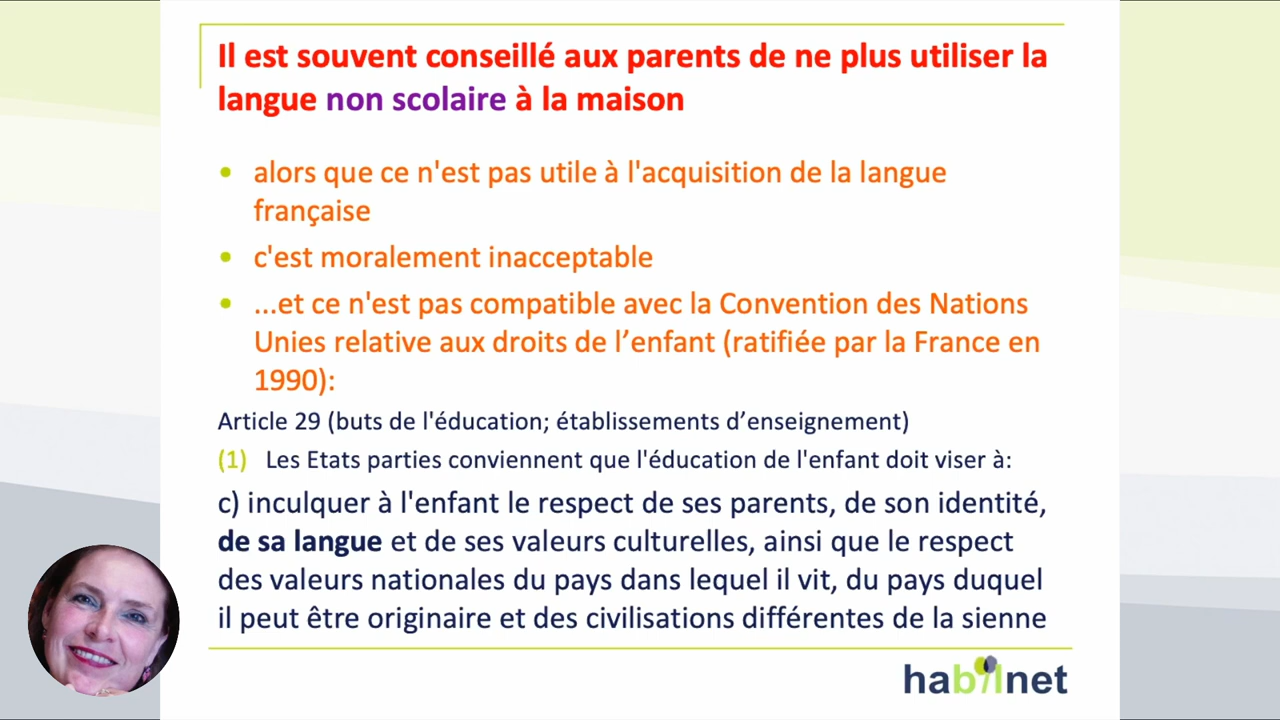 Il est souvent conseillé aux parents de ne plus utiliser la
langue non scolaire à la maison
• alors que ce n'est pas utile à l'acquisition de la langue
française
• c'est moralement inacceptable
• ...et ce n'est pas compatible avec la Convention des Nations
Unies relative aux droits de l’enfant (ratifiée par la France en
1990):
Article 29 (buts de l'éducation; établissements d’enseignement)
(1) Les Etats parties conviennent que l'éducation de l'enfant doit viser à:
c) inculquer à l'enfant le respect de ses parents, de son identité,
de sa langue et de ses valeurs culturelles, ainsi que le respect
des valeurs nationales du pays dans lequel il vit, du pays duquel
il peut être originaire et des civilisations différentes de la sienne
habilnet